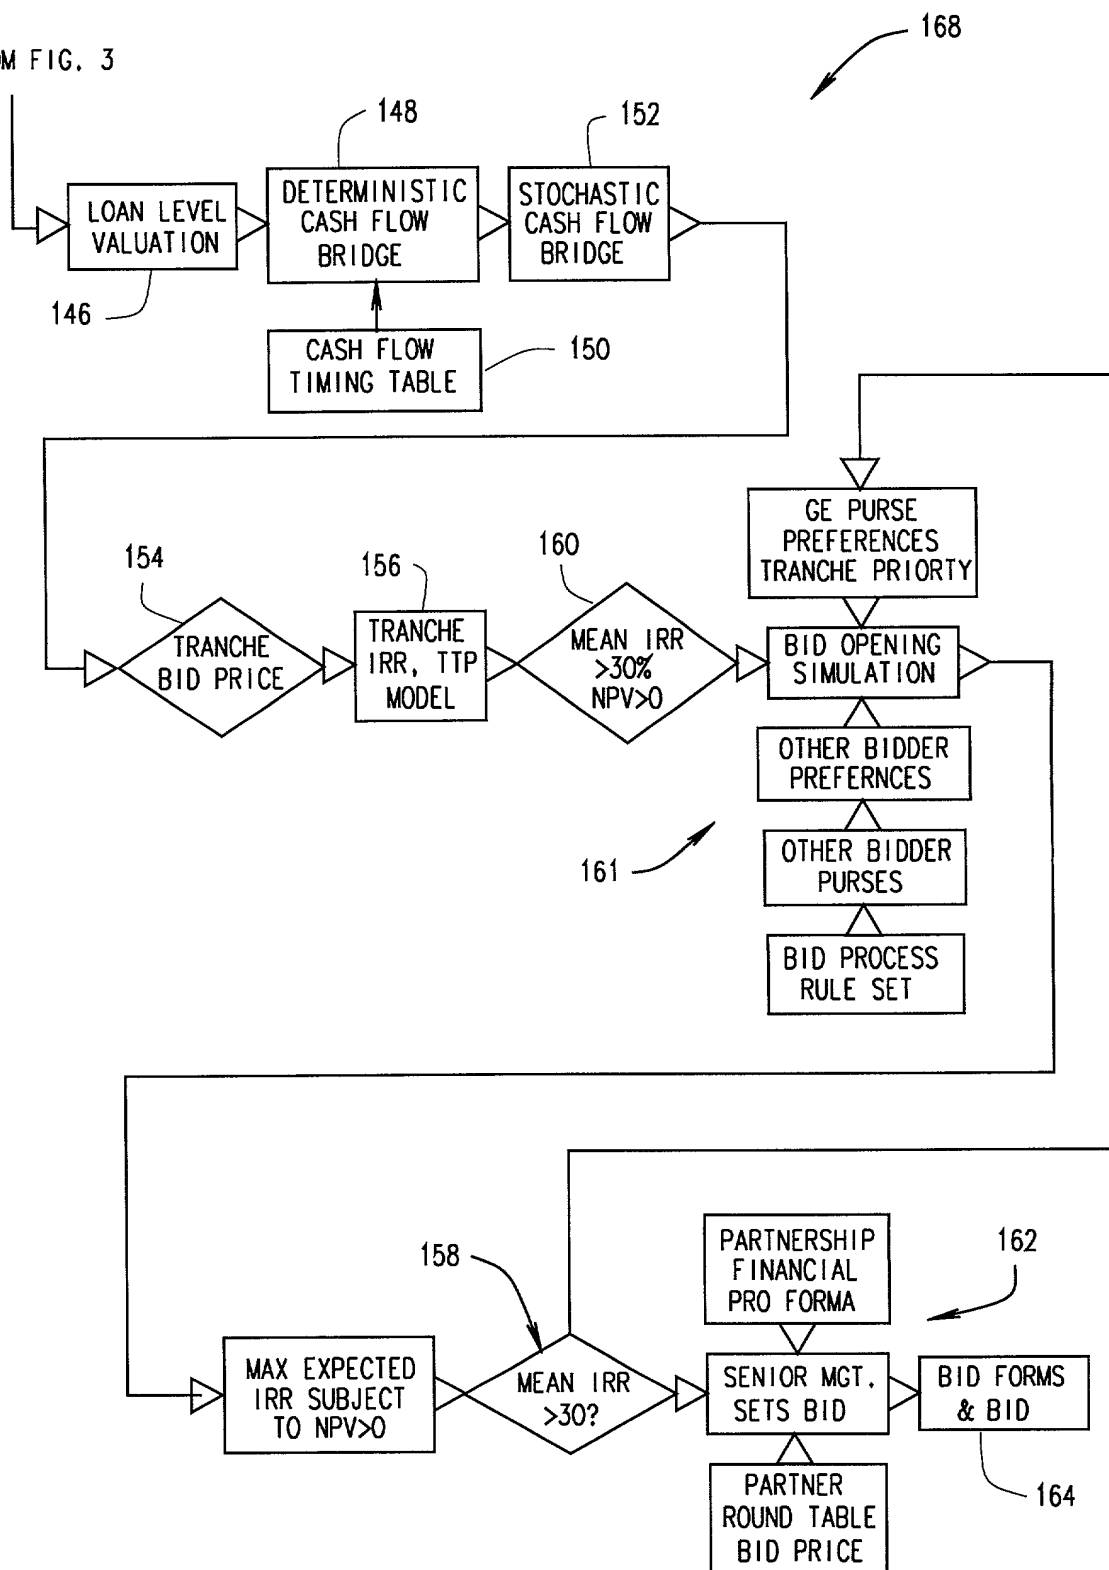 168
OM FIG. 3
148
152
LOAN LEVEL
VALUATION
DETERMINISTIC
CASH FLOW
BRIDGE
STOCHASTIC
CASH FLOW
BRIDGE
146
CASH FLOW
TIMING TABLE
150
GE PURSE
PREFERENCES
TRANCHE PRIORTY
154
156
160
TRANCHE
BID PRICE
TRANCHE
IRR, TTP
MODEL
MEAN IRR
>30%
NPV>0
BID OPENING
SIMULATION
OTHER BIDDER
PREFERNCES
161
OTHER BIDDER
PURSES
BID PROCESS
RULE SET
158
PARTNERSHIP
FINANCIAL
PRO FORMA
162
MAX EXPECTED
IRR SUBJECT
TO NPV>0
MEAN IRR
>30?
SENIOR MGT.
SETS BID
BID FORMS
& BID
PARTNER
ROUND TABLE
BID PRICE
164